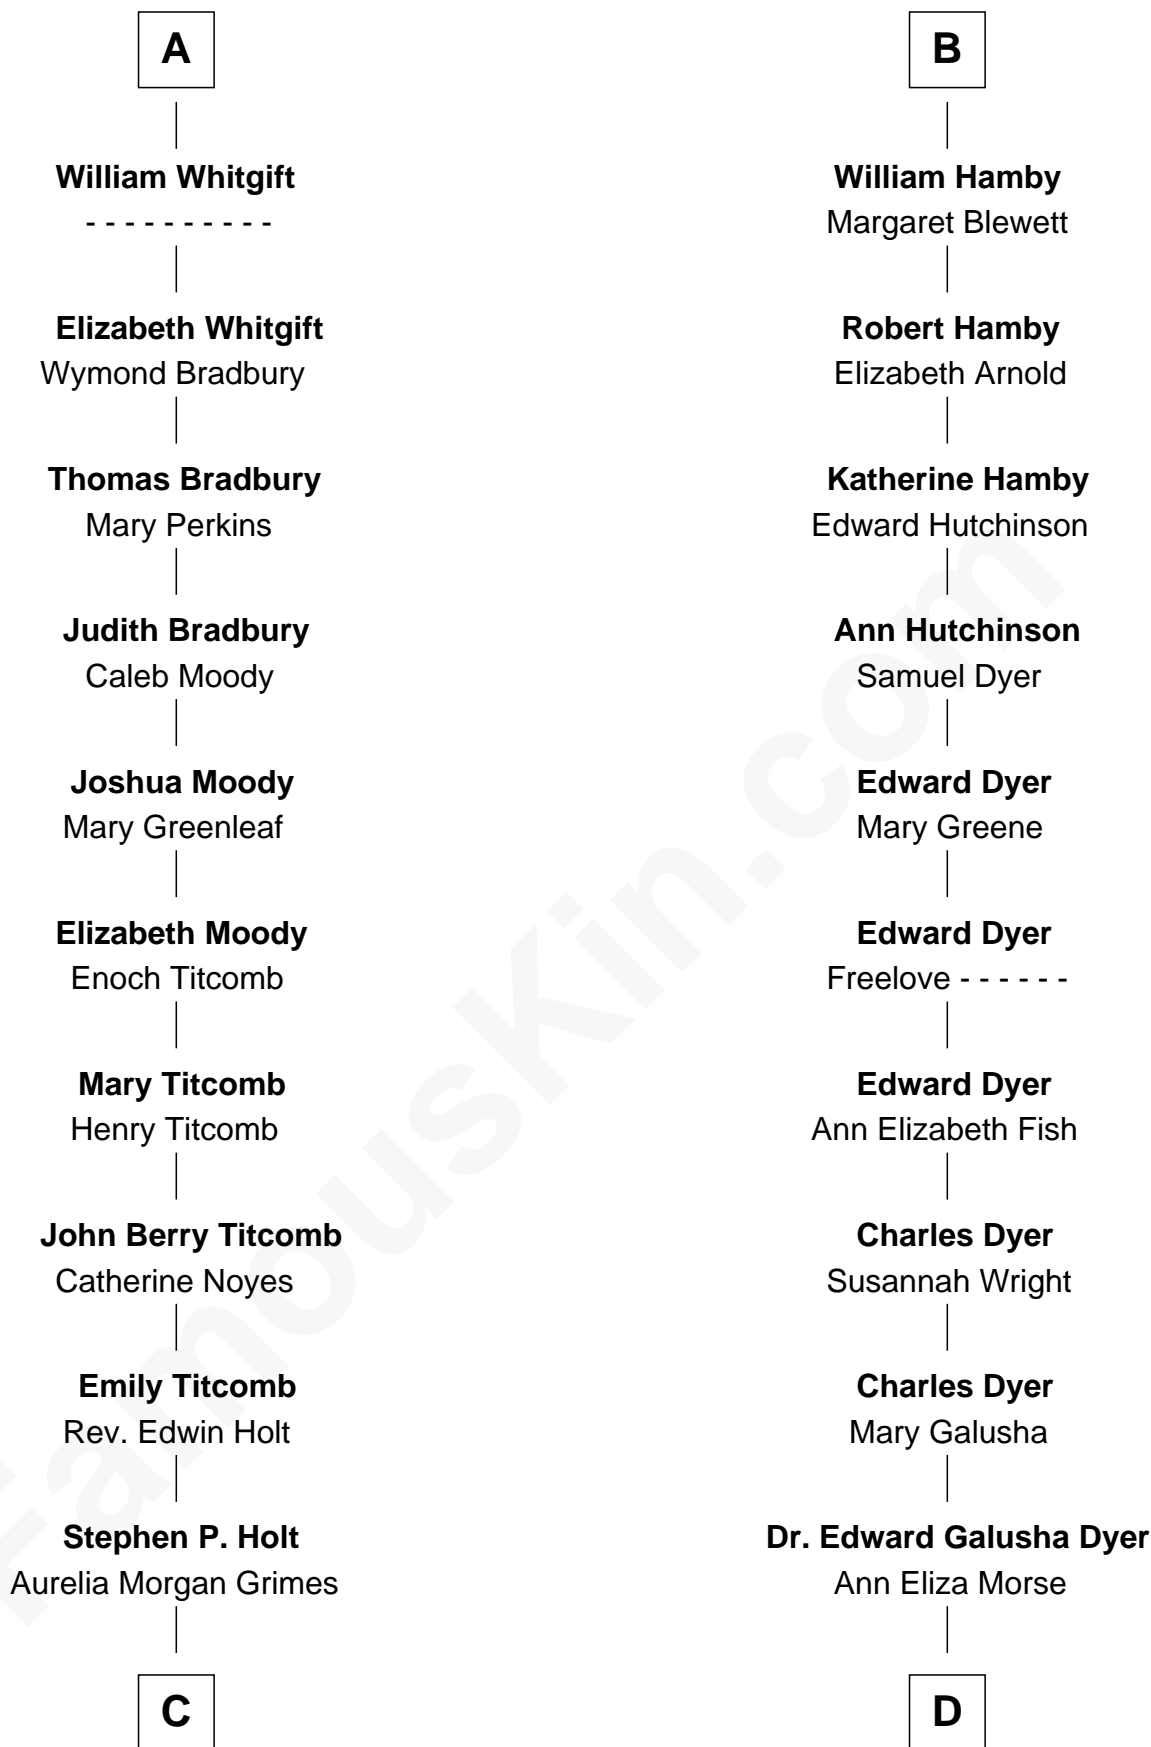 A
William Whitgift
- - - - - - - - - -
Elizabeth Whitgift
Wymond Bradbury
Thomas Bradbury
Mary Perkins
Judith Bradbury
Caleb Moody
Joshua Moody
Mary Greenleaf
Elizabeth Moody
Enoch Titcomb
Mary Titcomb
Henry Titcomb
John Berry Titcomb
Catherine Noyes
Emily Titcomb
Rev. Edwin Holt
Stephen P. Holt
Aurelia Morgan Grimes
C
B
William Hamby
Margaret Blewett
Robert Hamby
Elizabeth Arnold
Katherine Hamby
Edward Hutchinson
Ann Hutchinson
Samuel Dyer
Edward Dyer
Mary Greene
Edward Dyer
Freelove - - - - - -
Edward Dyer
Ann Elizabeth Fish
Charles Dyer
Susannah Wright
Charles Dyer
Mary Galusha
Dr. Edward Galusha Dyer
Ann Eliza Morse
D
FamousKin.com